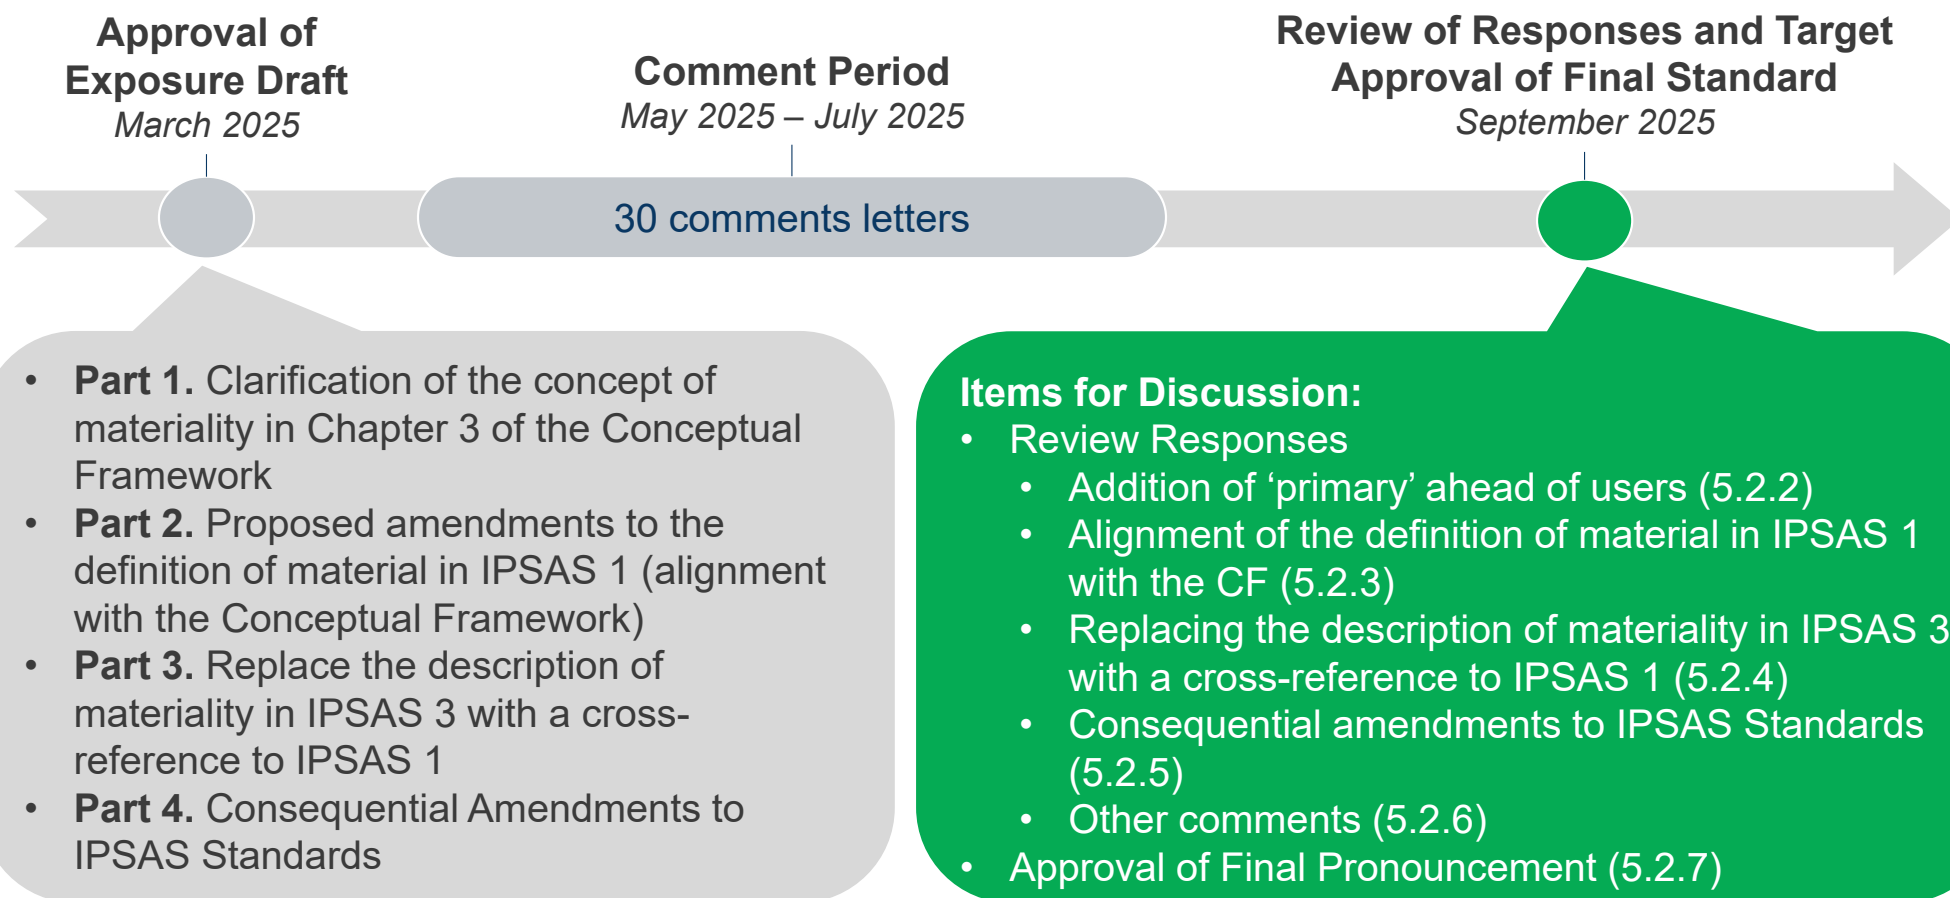 Approval of
Exposure Draft
March 2025
Comment Period
May 2025 – July 2025
Review of Responses and Target
Approval of Final Standard
September 2025
30 comments letters
• Part 1. Clarification of the concept of
materiality in Chapter 3 of the Conceptual
Framework
• Part 2. Proposed amendments to the
definition of material in IPSAS 1 (alignment
with the Conceptual Framework)
• Part 3. Replace the description of
materiality in IPSAS 3 with a cross-
reference to IPSAS 1
• Part 4. Consequential Amendments to
IPSAS Standards
Items for Discussion:
• Review Responses
• Addition of ‘primary’ ahead of users (5.2.2)
• Alignment of the definition of material in IPSAS 1
with the CF (5.2.3)
• Replacing the description of materiality in IPSAS 3
with a cross-reference to IPSAS 1 (5.2.4)
• Consequential amendments to IPSAS Standards
(5.2.5)
• Other comments (5.2.6)
• Approval of Final Pronouncement (5.2.7)